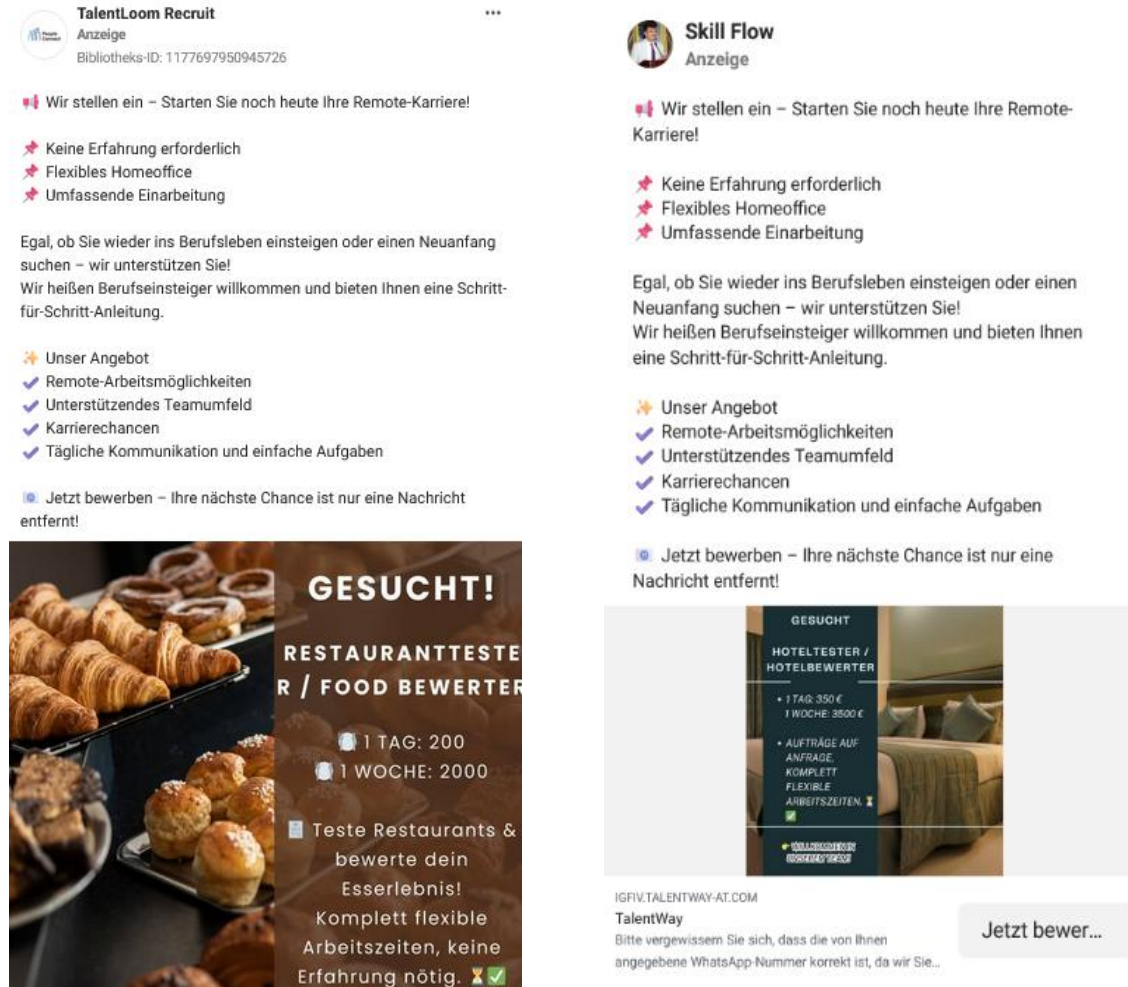 TalentLoom Recruit
Anzeige
Bibliotheks-ID: 1177697950945726
Wir stellen ein – Starten Sie noch heute Ihre Remote-Karriere!
Keine Erfahrung erforderlich
Flexibles Homeoffice
Umfassende Einarbeitung
Egal, ob Sie wieder ins Berufsleben einsteigen oder einen Neuanfang
suchen – wir unterstützen Sie!
Wir heißen Berufseinsteiger willkommen und bieten Ihnen eine Schritt-
für-Schritt-Anleitung.
Unser Angebot
Remote-Arbeitsmöglichkeiten
Unterstützendes Teamumfeld
Karrierechancen
Tägliche Kommunikation und einfache Aufgaben
Jetzt bewerben – Ihre nächste Chance ist nur eine Nachricht
entfernt!
GESUCHT!
RESTAURANTTESTE
R / FOOD BEWERTER
1 TAG: 200
1 WOCHE: 2000
Teste Restaurants &
bewerte dein
Esserlebnis!
Komplett flexible
Arbeitszeiten, keine
Erfahrung nötig.
Skill Flow
Anzeige
Wir stellen ein – Starten Sie noch heute Ihre Remote-
Karriere!
Keine Erfahrung erforderlich
Flexibles Homeoffice
Umfassende Einarbeitung
Egal, ob Sie wieder ins Berufsleben einsteigen oder einen
Neuanfang suchen – wir unterstützen Sie!
Wir heißen Berufseinsteiger willkommen und bieten Ihnen
eine Schritt-für-Schritt-Anleitung.
Unser Angebot
Remote-Arbeitsmöglichkeiten
Unterstützendes Teamumfeld
Karrierechancen
Tägliche Kommunikation und einfache Aufgaben
Jetzt bewerben – Ihre nächste Chance ist nur eine
Nachricht entfernt!
GESUCHT
HOTELTESTER /
HOTELBEWERTER
• 1 TAG: 350 €
1 WOCHE: 3500 €
• AUFTRÄGE AUF
ANFRAGE,
KOMPLETT
FLEXIBLE
ARBEITSZEITEN.
WILLKOMMEN IN
UNSEREM TEAM!
IGFIV.TALENTWAY-AT.COM
TalentWay
Bitte vergewissern Sie sich, dass die von Ihnen
angegebene WhatsApp-Nummer korrekt ist, da wir Sie...
Jetzt bewer...